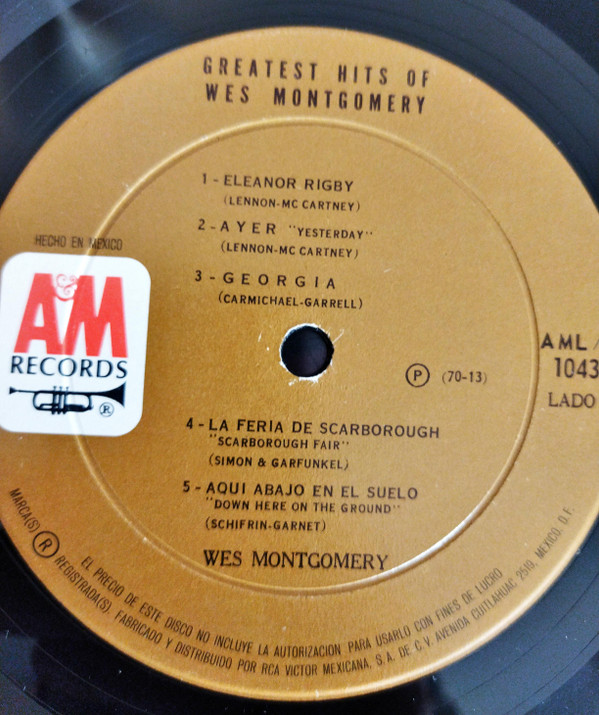 GREATEST HITS OF
WES MONTGOMERY
1 - ELEANOR RIGBY
(LENNON-MC CARTNEY)
2 - AYER "YESTERDAY"
(LENNON-MC CARTNEY)
3 - GEORGIA
(CARMICHAEL-GARRELL)
HECHO EN MEXICO
A&M
RECORDS
®
AML/
1043
LADO
Ⓟ (70-13)
4 - LA FERIA DE SCARBOROUGH
"SCARBOROUGH FAIR"
(SIMON & GARFUNKEL)
5 - AQUI ABAJO EN EL SUELO
"DOWN HERE ON THE GROUND"
(SCHIFRIN-GARNET)
WES MONTGOMERY
EL PRECIO DE ESTE DISCO NO INCLUYE LA AUTORIZACION PARA USARLO CON FINES DE LUCRO
MARCA(S) ® REGISTRADA(S). FABRICADO Y DISTRIBUIDO POR RCA VICTOR MEXICANA, S.A. DE C.V. AVENIDA CUITLAHUAC 2519, MEXICO, D.F.